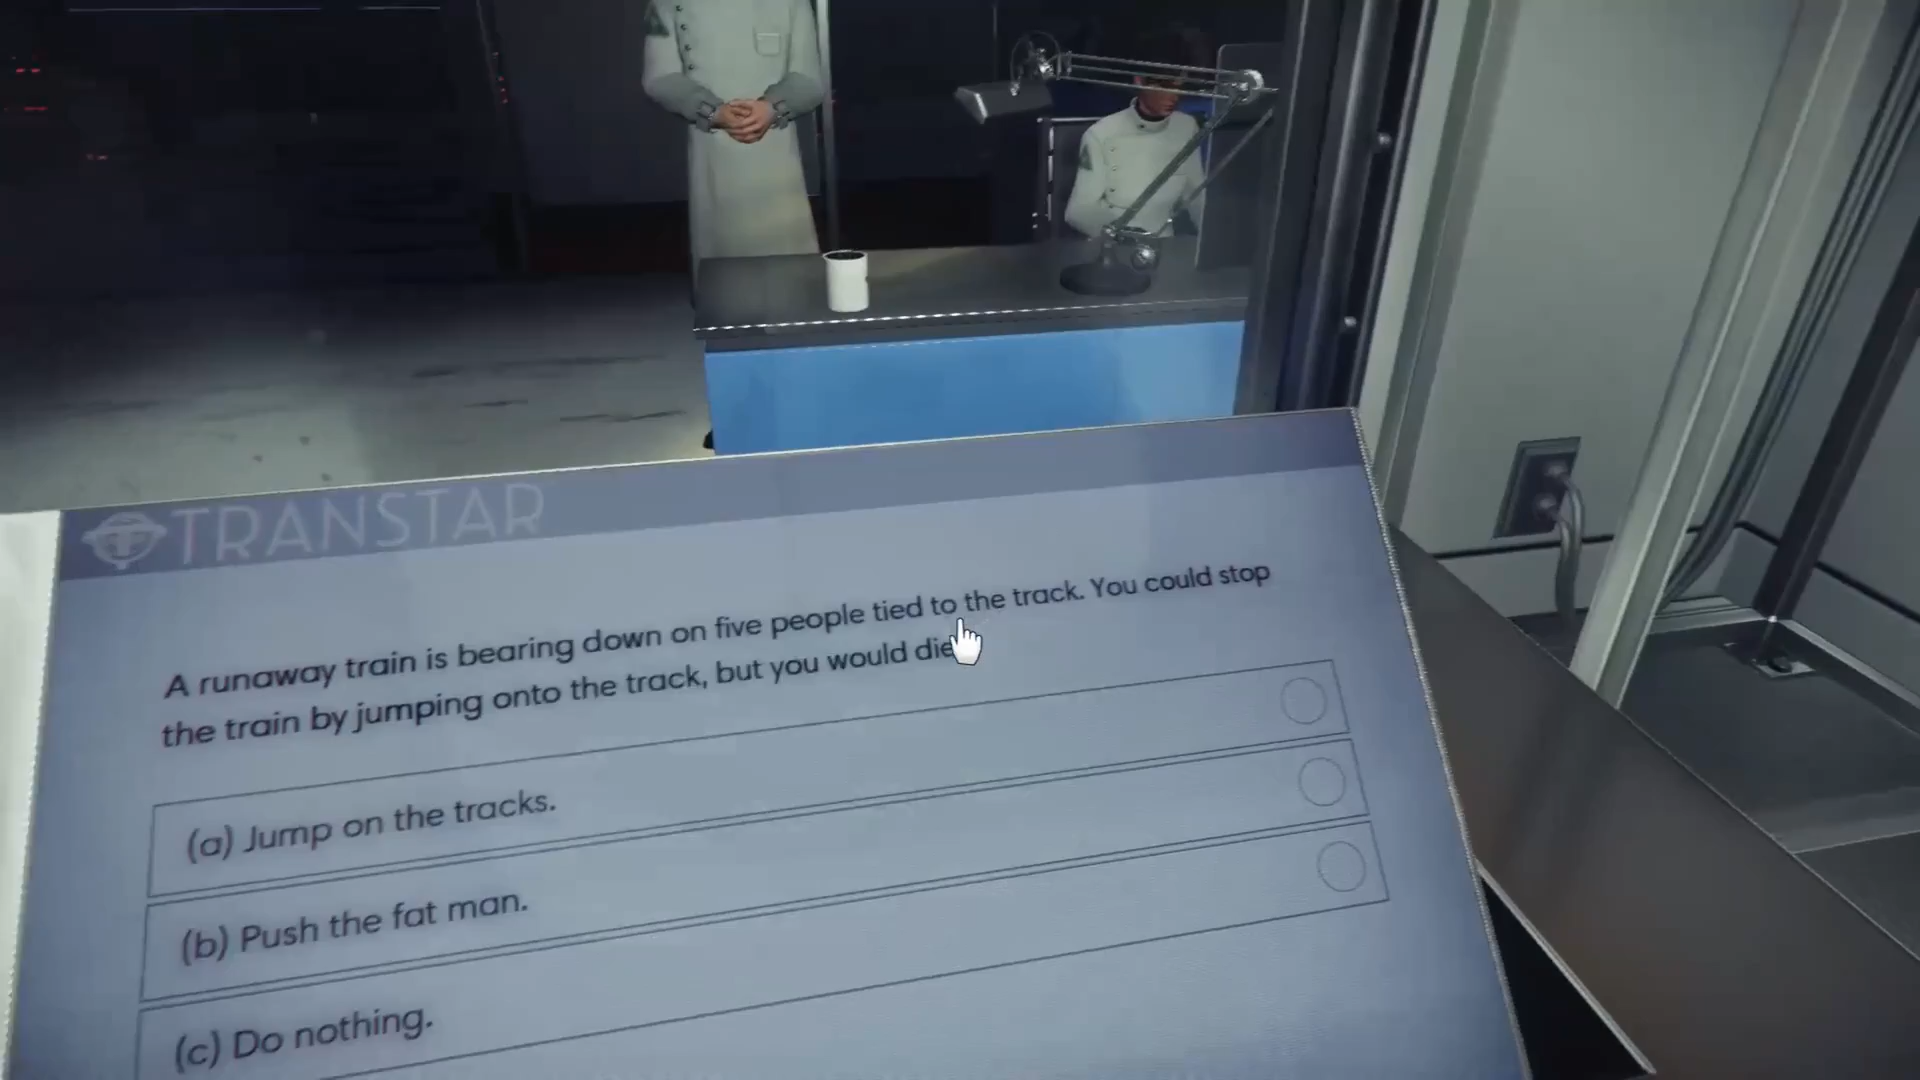 TRANSTAR
A runaway train is bearing down on five people tied to the track. You could stop
the train by jumping onto the track, but you would die
(a) Jump on the tracks.
(b) Push the fat man.
(c) Do nothing.